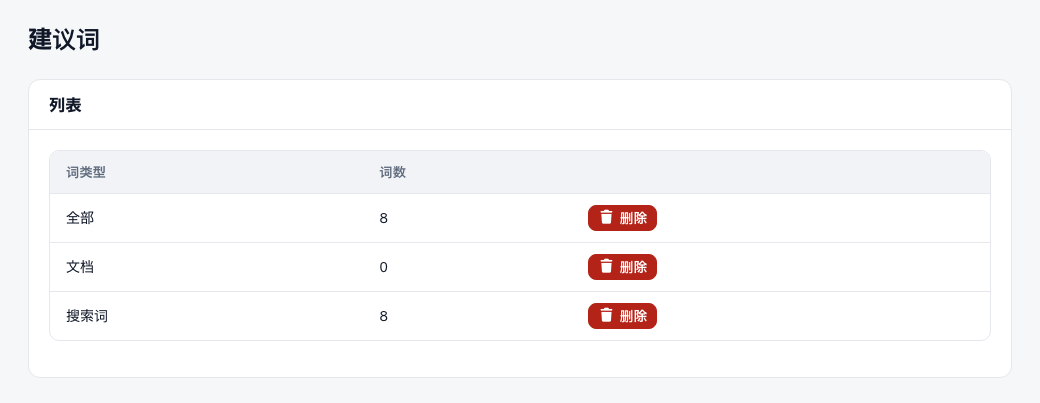 建议词
列表
词类型 词数
全部 8 删除
文档 0 删除
搜索词 8 删除